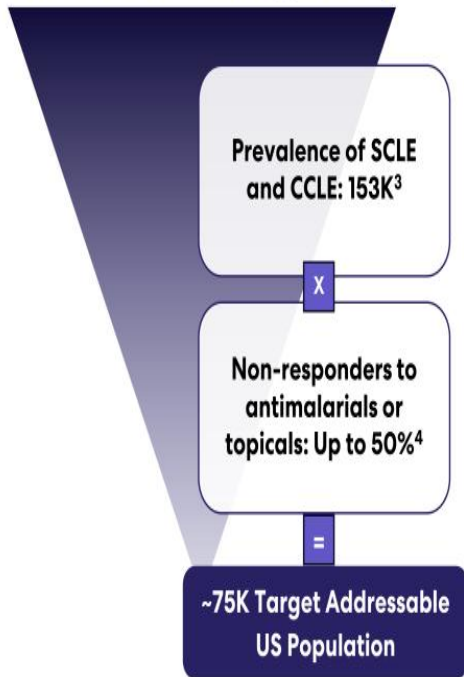 Prevalence of SCLE
and CCLE: 153K³
X
Non-responders to
antimalarials or
topicals: Up to 50%⁴
=
~75K Target Addressable
US Population